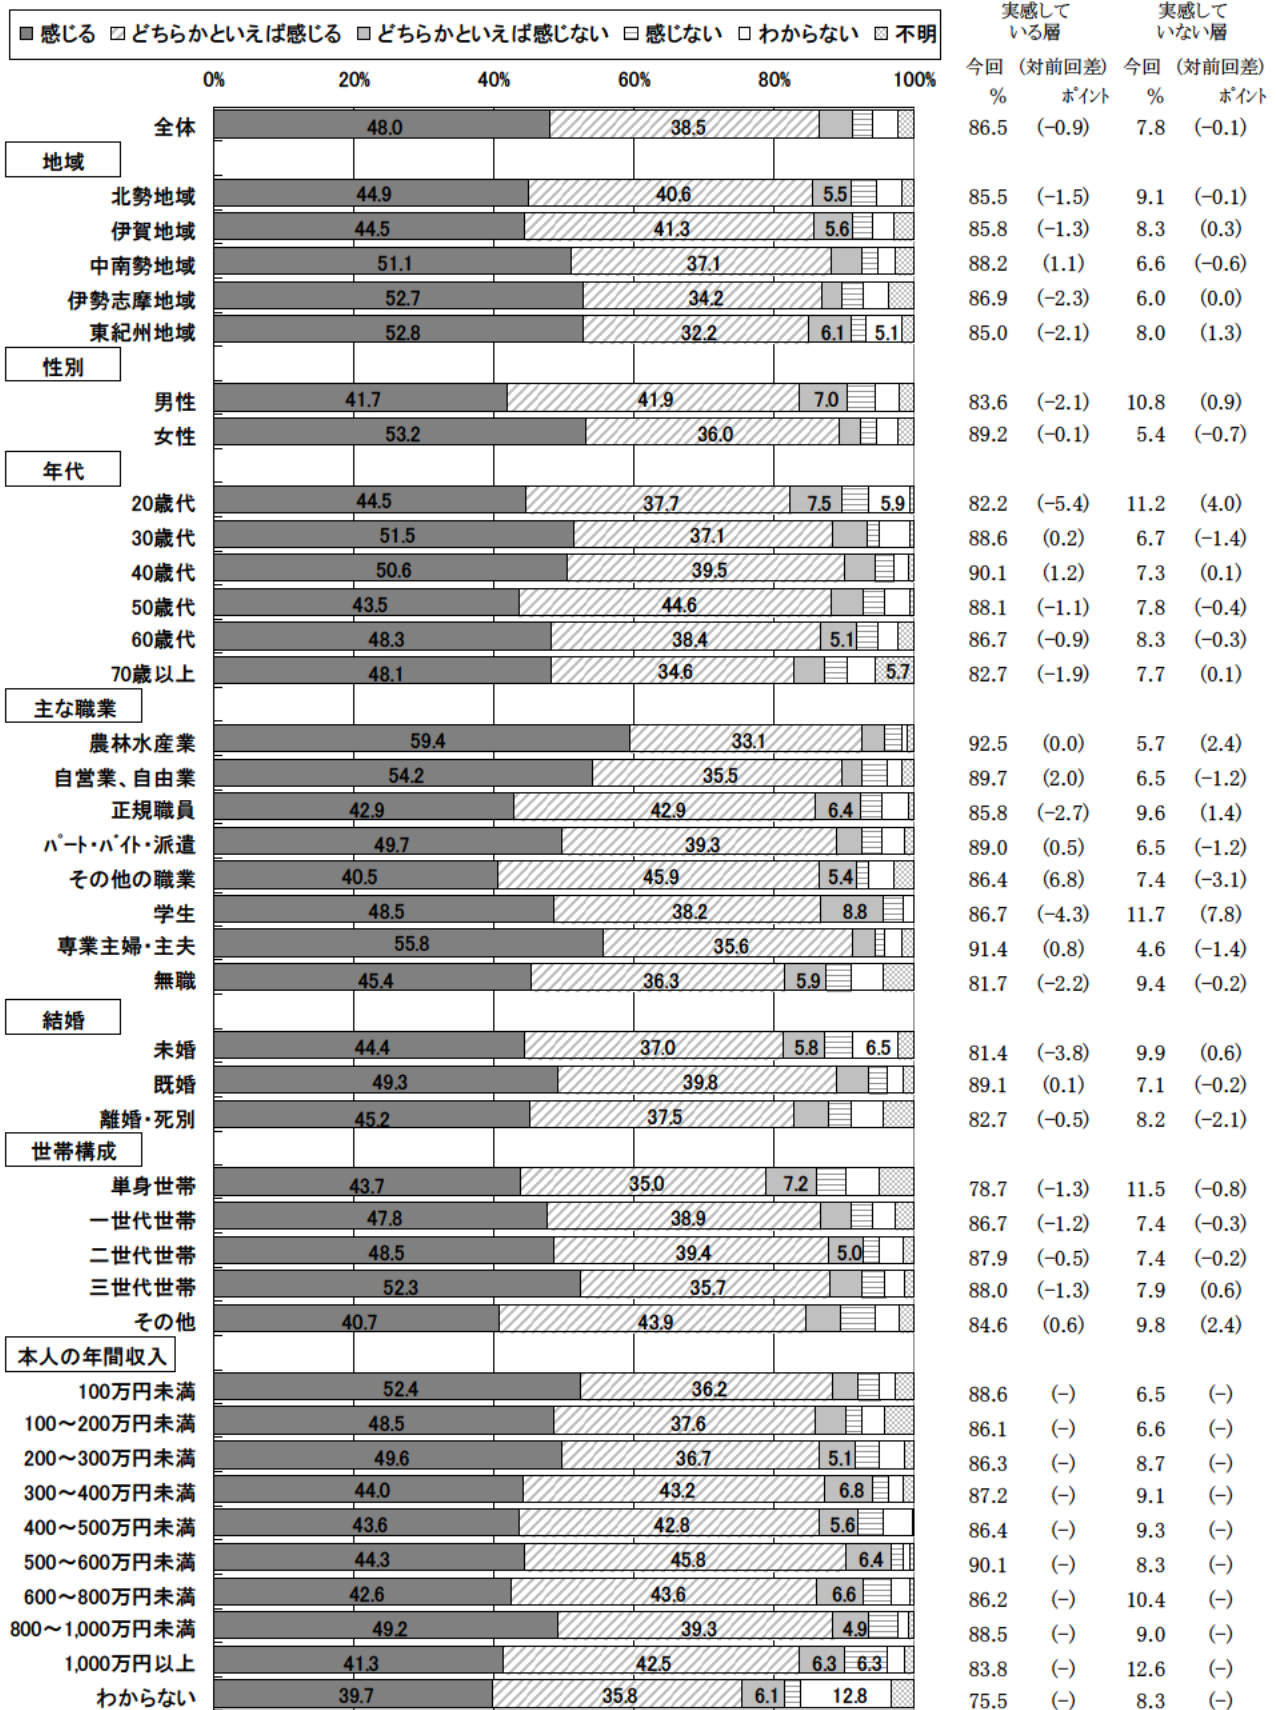 実感して 実感して
感じる どちらかといえば感じる どちらかといえば感じない 感じない わからない 不明 いる層 いない層
今回 (対前回差) 今回 (対前回差)
0% 20% 40% 60% 80% 100%
% ﾎﾟｲﾝﾄ % ﾎﾟｲﾝﾄ
全体 48.0 38.5 86.5 (-0.9) 7.8 (-0.1)
地域
北勢地域 44.9 40.6 5.5 85.5 (-1.5) 9.1 (-0.1)
伊賀地域 44.5 41.3 5.6 85.8 (-1.3) 8.3 (0.3)
中南勢地域 51.1 37.1 88.2 (1.1) 6.6 (-0.6)
伊勢志摩地域 52.7 34.2 86.9 (-2.3) 6.0 (0.0)
東紀州地域 52.8 32.2 6.1 5.1 85.0 (-2.1) 8.0 (1.3)
性別
男性 41.7 41.9 7.0 83.6 (-2.1) 10.8 (0.9)
女性 53.2 36.0 89.2 (-0.1) 5.4 (-0.7)
年代
20歳代 44.5 37.7 7.5 5.9 82.2 (-5.4) 11.2 (4.0)
30歳代 51.5 37.1 88.6 (0.2) 6.7 (-1.4)
40歳代 50.6 39.5 90.1 (1.2) 7.3 (0.1)
50歳代 43.5 44.6 88.1 (-1.1) 7.8 (-0.4)
60歳代 48.3 38.4 5.1 86.7 (-0.9) 8.3 (-0.3)
70歳以上 48.1 34.6 5.7 82.7 (-1.9) 7.7 (0.1)
主な職業
農林水産業 59.4 33.1 92.5 (0.0) 5.7 (2.4)
自営業、自由業 54.2 35.5 89.7 (2.0) 6.5 (-1.2)
正規職員 42.9 42.9 6.4 85.8 (-2.7) 9.6 (1.4)
ﾊﾟｰﾄ･ﾊﾞｲﾄ･派遣 49.7 39.3 89.0 (0.5) 6.5 (-1.2)
その他の職業 40.5 45.9 5.4 86.4 (6.8) 7.4 (-3.1)
学生 48.5 38.2 8.8 86.7 (-4.3) 11.7 (7.8)
専業主婦・主夫 55.8 35.6 91.4 (0.8) 4.6 (-1.4)
無職 45.4 36.3 5.9 81.7 (-2.2) 9.4 (-0.2)
結婚
未婚 44.4 37.0 5.8 6.5 81.4 (-3.8) 9.9 (0.6)
既婚 49.3 39.8 89.1 (0.1) 7.1 (-0.2)
離婚・死別 45.2 37.5 82.7 (-0.5) 8.2 (-2.1)
世帯構成
単身世帯 43.7 35.0 7.2 78.7 (-1.3) 11.5 (-0.8)
一世代世帯 47.8 38.9 86.7 (-1.2) 7.4 (-0.3)
二世代世帯 48.5 39.4 5.0 87.9 (-0.5) 7.4 (-0.2)
三世代世帯 52.3 35.7 88.0 (-1.3) 7.9 (0.6)
その他 40.7 43.9 84.6 (0.6) 9.8 (2.4)
本人の年間収入
100万円未満 52.4 36.2 88.6 (-) 6.5 (-)
100～200万円未満 48.5 37.6 86.1 (-) 6.6 (-)
200～300万円未満 49.6 36.7 5.1 86.3 (-) 8.7 (-)
300～400万円未満 44.0 43.2 6.8 87.2 (-) 9.1 (-)
400～500万円未満 43.6 42.8 5.6 86.4 (-) 9.3 (-)
500～600万円未満 44.3 45.8 6.4 90.1 (-) 8.3 (-)
600～800万円未満 42.6 43.6 6.6 86.2 (-) 10.4 (-)
800～1,000万円未満 49.2 39.3 4.9 88.5 (-) 9.0 (-)
1,000万円以上 41.3 42.5 6.3 6.3 83.8 (-) 12.6 (-)
わからない 39.7 35.8 6.1 12.8 75.5 (-) 8.3 (-)